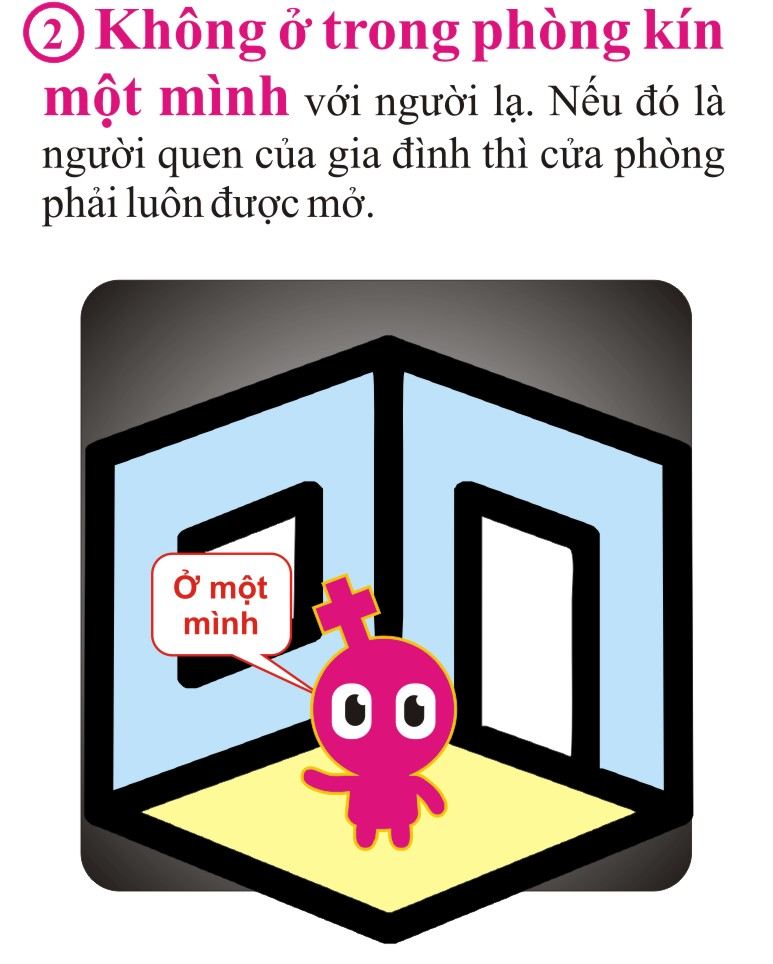 2 Không ở trong phòng kín
một mình với người lạ. Nếu đó là
người quen của gia đình thì cửa phòng
phải luôn được mở.
Ở một
mình